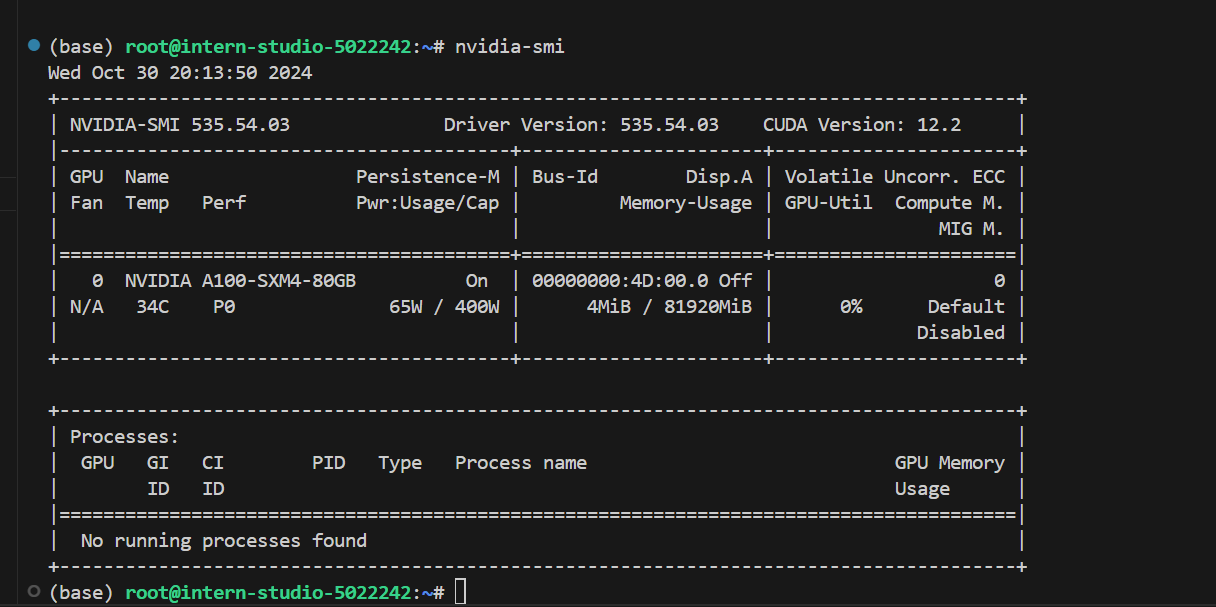 (base) root@intern-studio-5022242:~# nvidia-smi
Wed Oct 30 20:13:50 2024
+---------------------------------------------------------------------------------------+
| NVIDIA-SMI 535.54.03              Driver Version: 535.54.03    CUDA Version: 12.2     |
|-----------------------------------------+----------------------+----------------------+
| GPU  Name                 Persistence-M | Bus-Id        Disp.A | Volatile Uncorr. ECC |
| Fan  Temp   Perf          Pwr:Usage/Cap |         Memory-Usage | GPU-Util  Compute M. |
|                                         |                      |               MIG M. |
|=========================================+======================+======================|
|   0  NVIDIA A100-SXM4-80GB          On  | 00000000:4D:00.0 Off |                    0 |
| N/A   34C    P0              65W / 400W |      4MiB / 81920MiB |      0%      Default |
|                                         |                      |             Disabled |
+-----------------------------------------+----------------------+----------------------+
+---------------------------------------------------------------------------------------+
| Processes:                                                                            |
|  GPU   GI   CI        PID   Type   Process name                            GPU Memory |
|        ID   ID                                                             Usage      |
|=======================================================================================|
|  No running processes found                                                           |
+---------------------------------------------------------------------------------------+
(base) root@intern-studio-5022242:~#